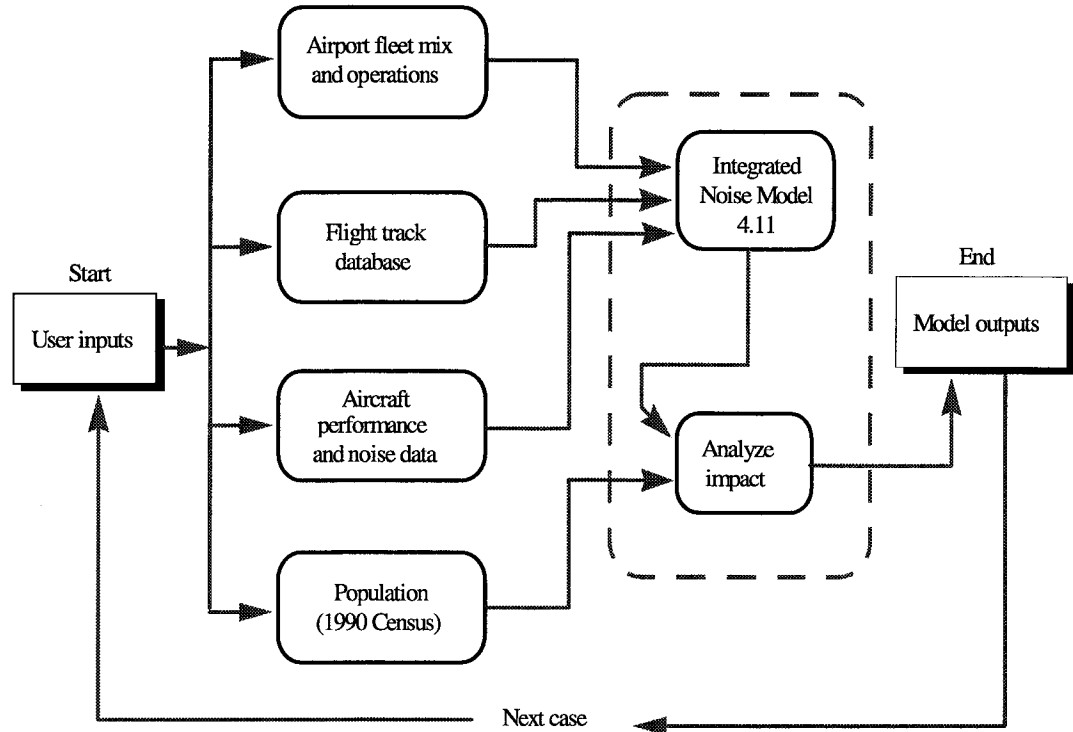 Start
User inputs
Airport fleet mix
and operations
Flight track
database
Aircraft
performance
and noise data
Population
(1990 Census)
Integrated
Noise Model
4.11
Analyze
impact
End
Model outputs
Next case